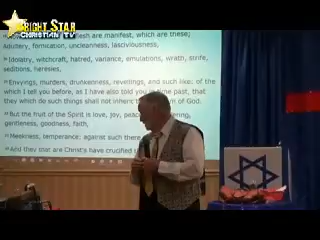 BRIGHT STAR
CHRISTIAN TV
flesh are manifest, which are these;
Adultery, fornication, uncleanness, lasciviousness,
Idolatry, witchcraft, hatred, variance, emulations, wrath, strife,
seditions, heresies,
Envyings, murders, drunkenness, revellings, and such like: of the
which I tell you before, as I have also told you in time past, that
they which do such things shall not inherit the kingdom of God.
But the fruit of the Spirit is love, joy, peace,
gentleness, goodness, faith,
Meekness, temperance: against such there
And they that are Christ's have crucified